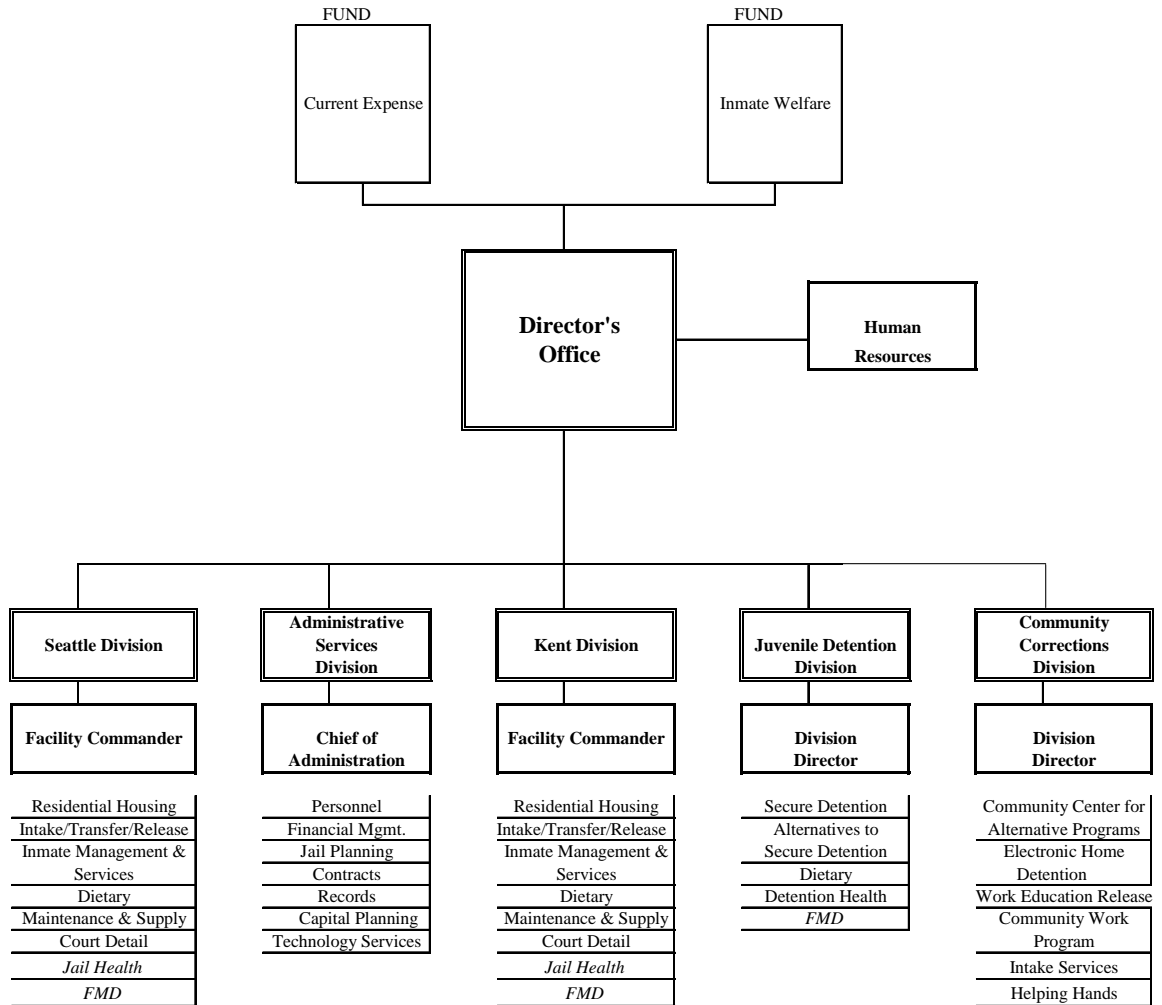 FUND
Current Expense
FUND
Inmate Welfare
Director's
Office
Human
Resources
Seattle Division
Facility Commander
Residential Housing
Intake/Transfer/Release
Inmate Management &
Services
Dietary
Maintenance & Supply
Court Detail
Jail Health
FMD
Administrative
Services
Division
Chief of
Administration
Personnel
Financial Mgmt.
Jail Planning
Contracts
Records
Capital Planning
Technology Services
Kent Division
Facility Commander
Residential Housing
Intake/Transfer/Release
Inmate Management &
Services
Dietary
Maintenance & Supply
Court Detail
Jail Health
FMD
Juvenile Detention
Division
Division
Director
Secure Detention
Alternatives to
Secure Detention
Dietary
Detention Health
FMD
Community
Corrections
Division
Division
Director
Community Center for
Alternative Programs
Electronic Home
Detention
Work Education Release
Community Work
Program
Intake Services
Helping Hands